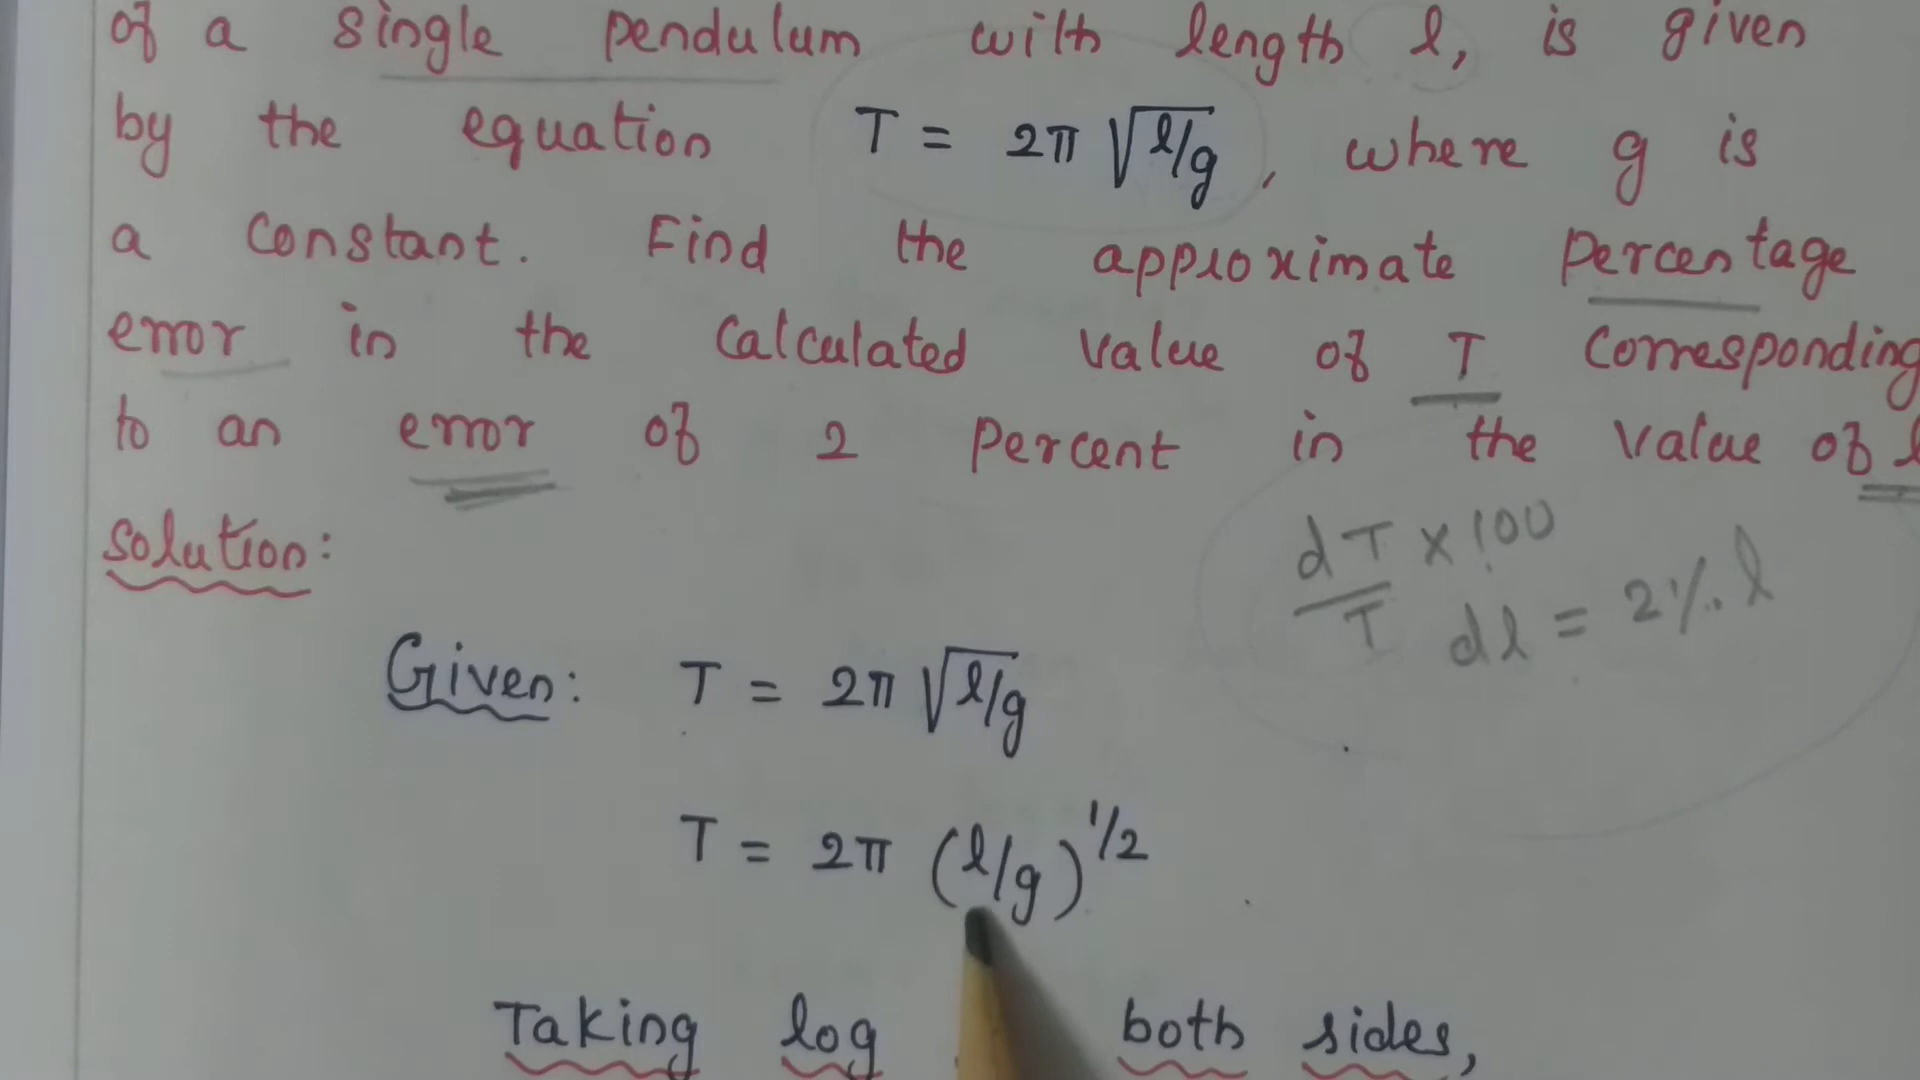 of a single pendulum with length l, is given
by the equation T = 2π √l/g, where g is
a constant. Find the approximate Percentage
error in the calculated value of T corresponding
to an error of 2 Percent in the value of l
solution:
dT/T × 100
dl = 2% l
Given: T = 2π √l/g
T = 2π (l/g)^1/2
Taking log both sides,